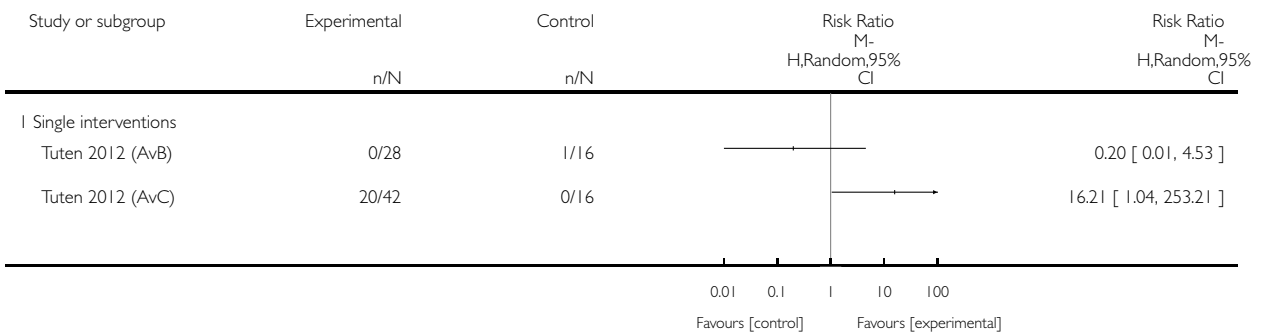 Study or subgroup Experimental Control Risk Ratio Risk Ratio
M-H,Random,95% CI M-H,Random,95% CI
n/N n/N
1 Single interventions
Tuten 2012 (AvB) 0/28 1/16 0.20 [ 0.01, 4.53 ]
Tuten 2012 (AvC) 20/42 0/16 16.21 [ 1.04, 253.21 ]
0.01 0.1 1 10 100
Favours [control] Favours [experimental]